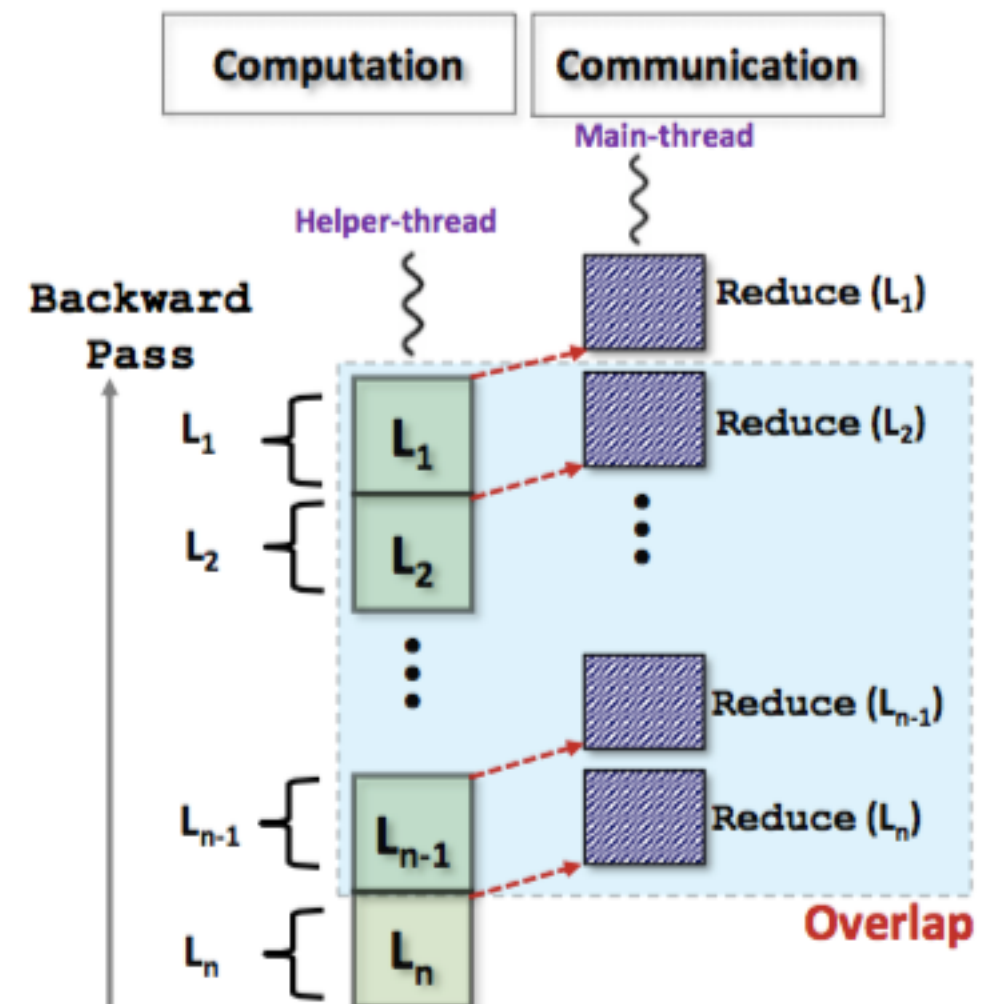 Computation
Communication
Main-thread
Helper-thread
Backward
Pass
Reduce (L₁)
L₁
L₁
Reduce (L₂)
L₂
L₂
Reduce (Lₙ₋₁)
Lₙ₋₁
Lₙ₋₁
Reduce (Lₙ)
Overlap
Lₙ
Lₙ